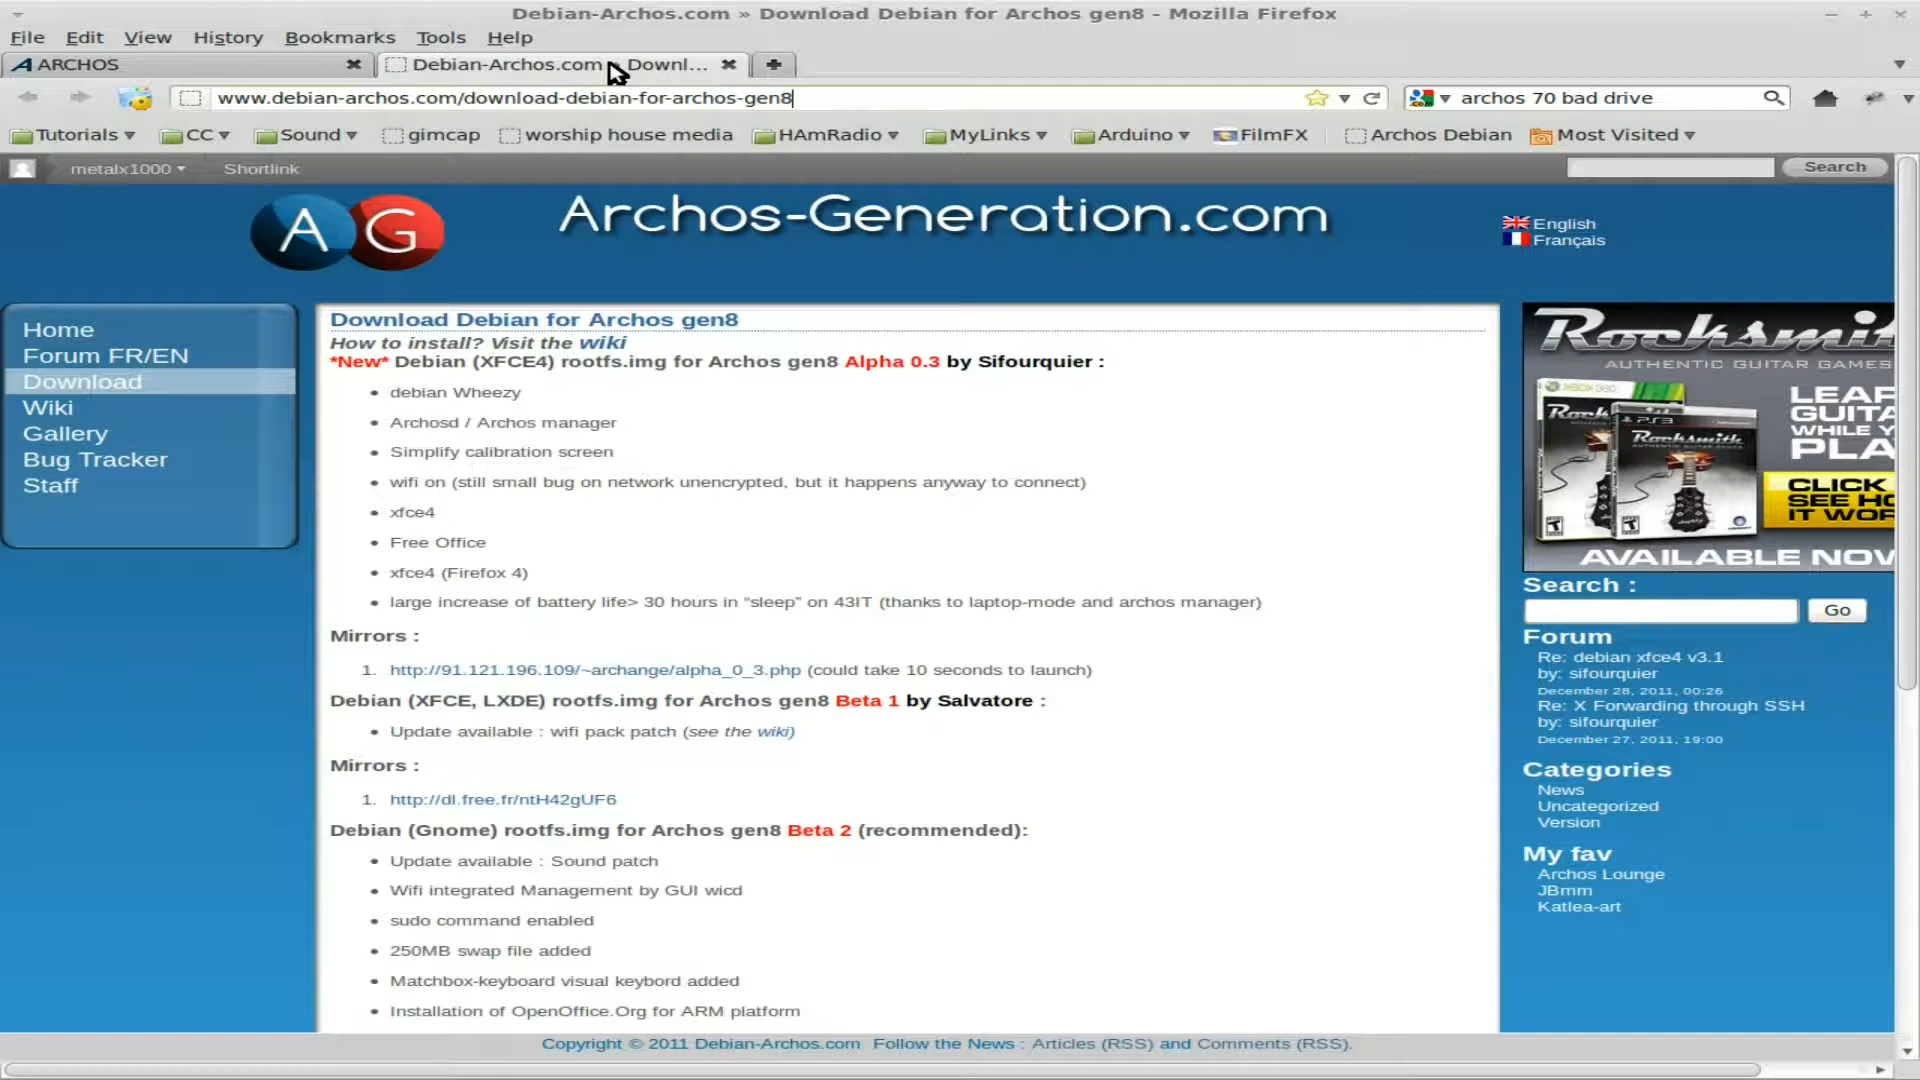 Debian-Archos.com » Download Debian for Archos gen8 - Mozilla Firefox
File Edit View History Bookmarks Tools Help
ARCHOS
Debian-Archos.com » Downl...
www.debian-archos.com/download-debian-for-archos-gen8
archos 70 bad drive
Tutorials CC Sound gimcap worship house media HAmRadio MyLinks Arduino FilmFX Archos Debian Most Visited
metalx1000 Shortlink Search
A G
Archos-Generation.com
English
Français
Home
Forum FR/EN
Download
Wiki
Gallery
Bug Tracker
Staff
Download Debian for Archos gen8
How to install? Visit the wiki
*New* Debian (XFCE4) rootfs.img for Archos gen8 Alpha 0.3 by Sifourquier :
• debian Wheezy
• Archosd / Archos manager
• Simplify calibration screen
• wifi on (still small bug on network unencrypted, but it happens anyway to connect)
• xfce4
• Free Office
• xfce4 (Firefox 4)
• large increase of battery life> 30 hours in “sleep” on 43IT (thanks to laptop-mode and archos manager)
Mirrors :
1. http://91.121.196.109/~archange/alpha_0_3.php (could take 10 seconds to launch)
Debian (XFCE, LXDE) rootfs.img for Archos gen8 Beta 1 by Salvatore :
• Update available : wifi pack patch (see the wiki)
Mirrors :
1. http://dl.free.fr/ntH42gUF6
Debian (Gnome) rootfs.img for Archos gen8 Beta 2 (recommended):
• Update available : Sound patch
• Wifi integrated Management by GUI wicd
• sudo command enabled
• 250MB swap file added
• Matchbox-keyboard visual keybord added
• Installation of OpenOffice.Org for ARM platform
Rocksmi
AUTHENTIC GUITAR GAMES
XBOX 360
PS3
Rocksmith
LEAR
GUITA
WHILE Y
PLA
CLICK
SEE HO
IT WOR
AVAILABLE NOW
Search :
Go
Forum
Re: debian xfce4 v3.1
by: sifourquier
December 28, 2011, 00:26
Re: X Forwarding through SSH
by: sifourquier
December 27, 2011, 19:00
Categories
News
Uncategorized
Version
My fav
Archos Lounge
JBmm
Katlea-art
Copyright © 2011 Debian-Archos.com Follow the News : Articles (RSS) and Comments (RSS).